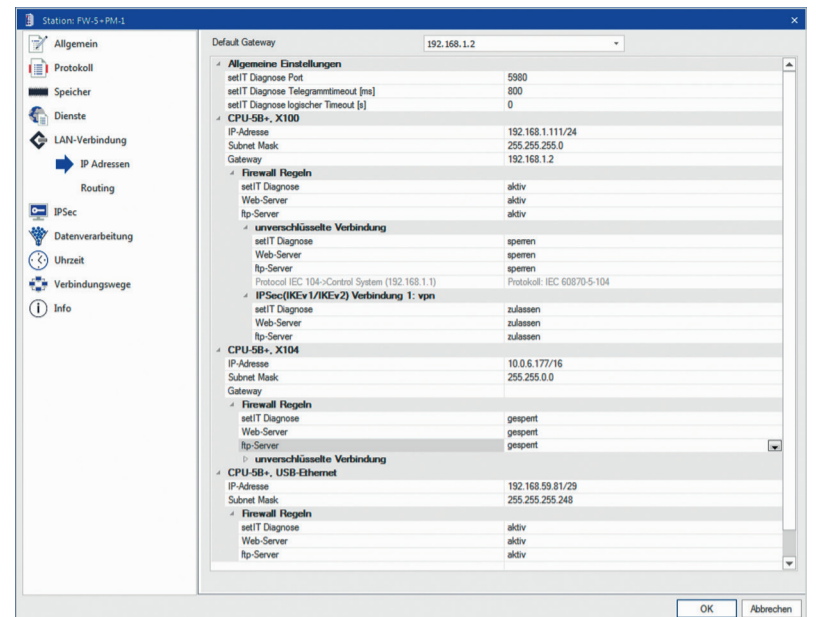 Station: FW-5+PM-1
Allgemein
Protokoll
Speicher
Dienste
LAN-Verbindung
IP Adressen
Routing
IPSec
Datenverarbeitung
Uhrzeit
Verbindungswege
Info
Default Gateway 192.168.1.2
Allgemeine Einstellungen
setIT Diagnose Port 5980
setIT Diagnose Telegrammtimeout [ms] 800
setIT Diagnose logischer Timeout [s] 0
CPU-5B+, X100
IP-Adresse 192.168.1.111/24
Subnet Mask 255.255.255.0
Gateway 192.168.1.2
Firewall Regeln
setIT Diagnose aktiv
Web-Server aktiv
ftp-Server aktiv
unverschlüsselte Verbindung
setIT Diagnose sperren
Web-Server sperren
ftp-Server sperren
Protocol IEC 104->Control System (192.168.1.1) Protokoll: IEC 60870-5-104
IPSec(IKEv1/IKEv2) Verbindung 1: vpn
setIT Diagnose zulassen
Web-Server zulassen
ftp-Server zulassen
CPU-5B+, X104
IP-Adresse 10.0.6.177/16
Subnet Mask 255.255.0.0
Gateway
Firewall Regeln
setIT Diagnose gesperrt
Web-Server gesperrt
ftp-Server gesperrt
unverschlüsselte Verbindung
CPU-5B+, USB-Ethernet
IP-Adresse 192.168.59.81/29
Subnet Mask 255.255.255.248
Firewall Regeln
setIT Diagnose aktiv
Web-Server aktiv
ftp-Server aktiv
OK Abbrechen